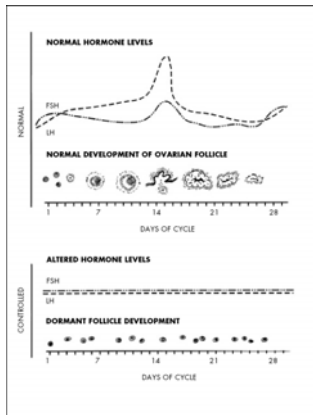 NORMAL HORMONE LEVELS
FSH
LH
NORMAL
NORMAL DEVELOPMENT OF OVARIAN FOLLICLE
1 7 14 21 28
DAYS OF CYCLE
ALTERED HORMONE LEVELS
FSH
LH
CONTROLLED
DORMANT FOLLICLE DEVELOPMENT
1 7 14 21 28
DAYS OF CYCLE